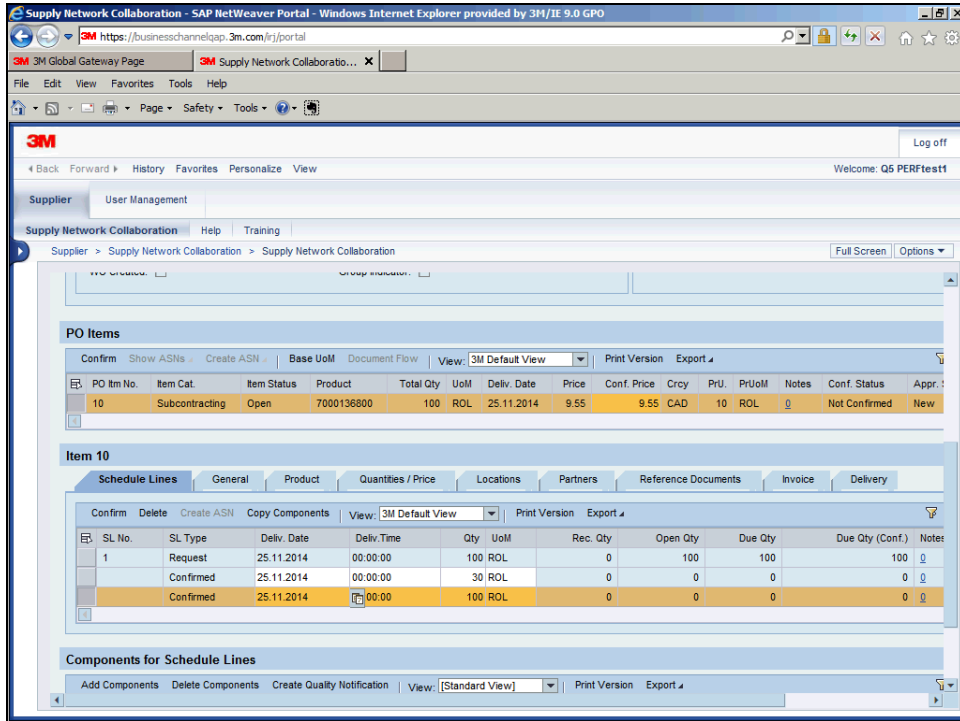 Supply Network Collaboration - SAP NetWeaver Portal - Windows Internet Explorer provided by 3M/IE 9.0 GPO
3M https://businesschannelqap.3m.com/irj/portal
3M 3M Global Gateway Page 3M Supply Network Collaboratio... X
File Edit View Favorites Tools Help
Page Safety Tools
3M Log off
Back Forward History Favorites Personalize View Welcome: Q5 PERFtest1
Supplier User Management
Supply Network Collaboration Help Training
Supplier > Supply Network Collaboration > Supply Network Collaboration Full Screen Options
WO Created: Group Indicator:
PO Items
Confirm Show ASNs Create ASN Base UoM Document Flow View: 3M Default View Print Version Export
PO Itm No. Item Cat. Item Status Product Total Qty UoM Deliv. Date Price Conf. Price Crcy PrU. PrUoM Notes Conf. Status Appr.
10 Subcontracting Open 7000136800 100 ROL 25.11.2014 9.55 9.55 CAD 10 ROL 0 Not Confirmed New
Item 10
Schedule Lines General Product Quantities / Price Locations Partners Reference Documents Invoice Delivery
Confirm Delete Create ASN Copy Components View: 3M Default View Print Version Export
SL No. SL Type Deliv. Date Deliv.Time Qty UoM Rec. Qty Open Qty Due Qty Due Qty (Conf.) Notes
1 Request 25.11.2014 00:00:00 100 ROL 0 100 100 100 0
Confirmed 25.11.2014 00:00:00 30 ROL 0 0 0 0 0
Confirmed 25.11.2014 00:00 100 ROL 0 0 0 0 0
Components for Schedule Lines
Add Components Delete Components Create Quality Notification View: [Standard View] Print Version Export